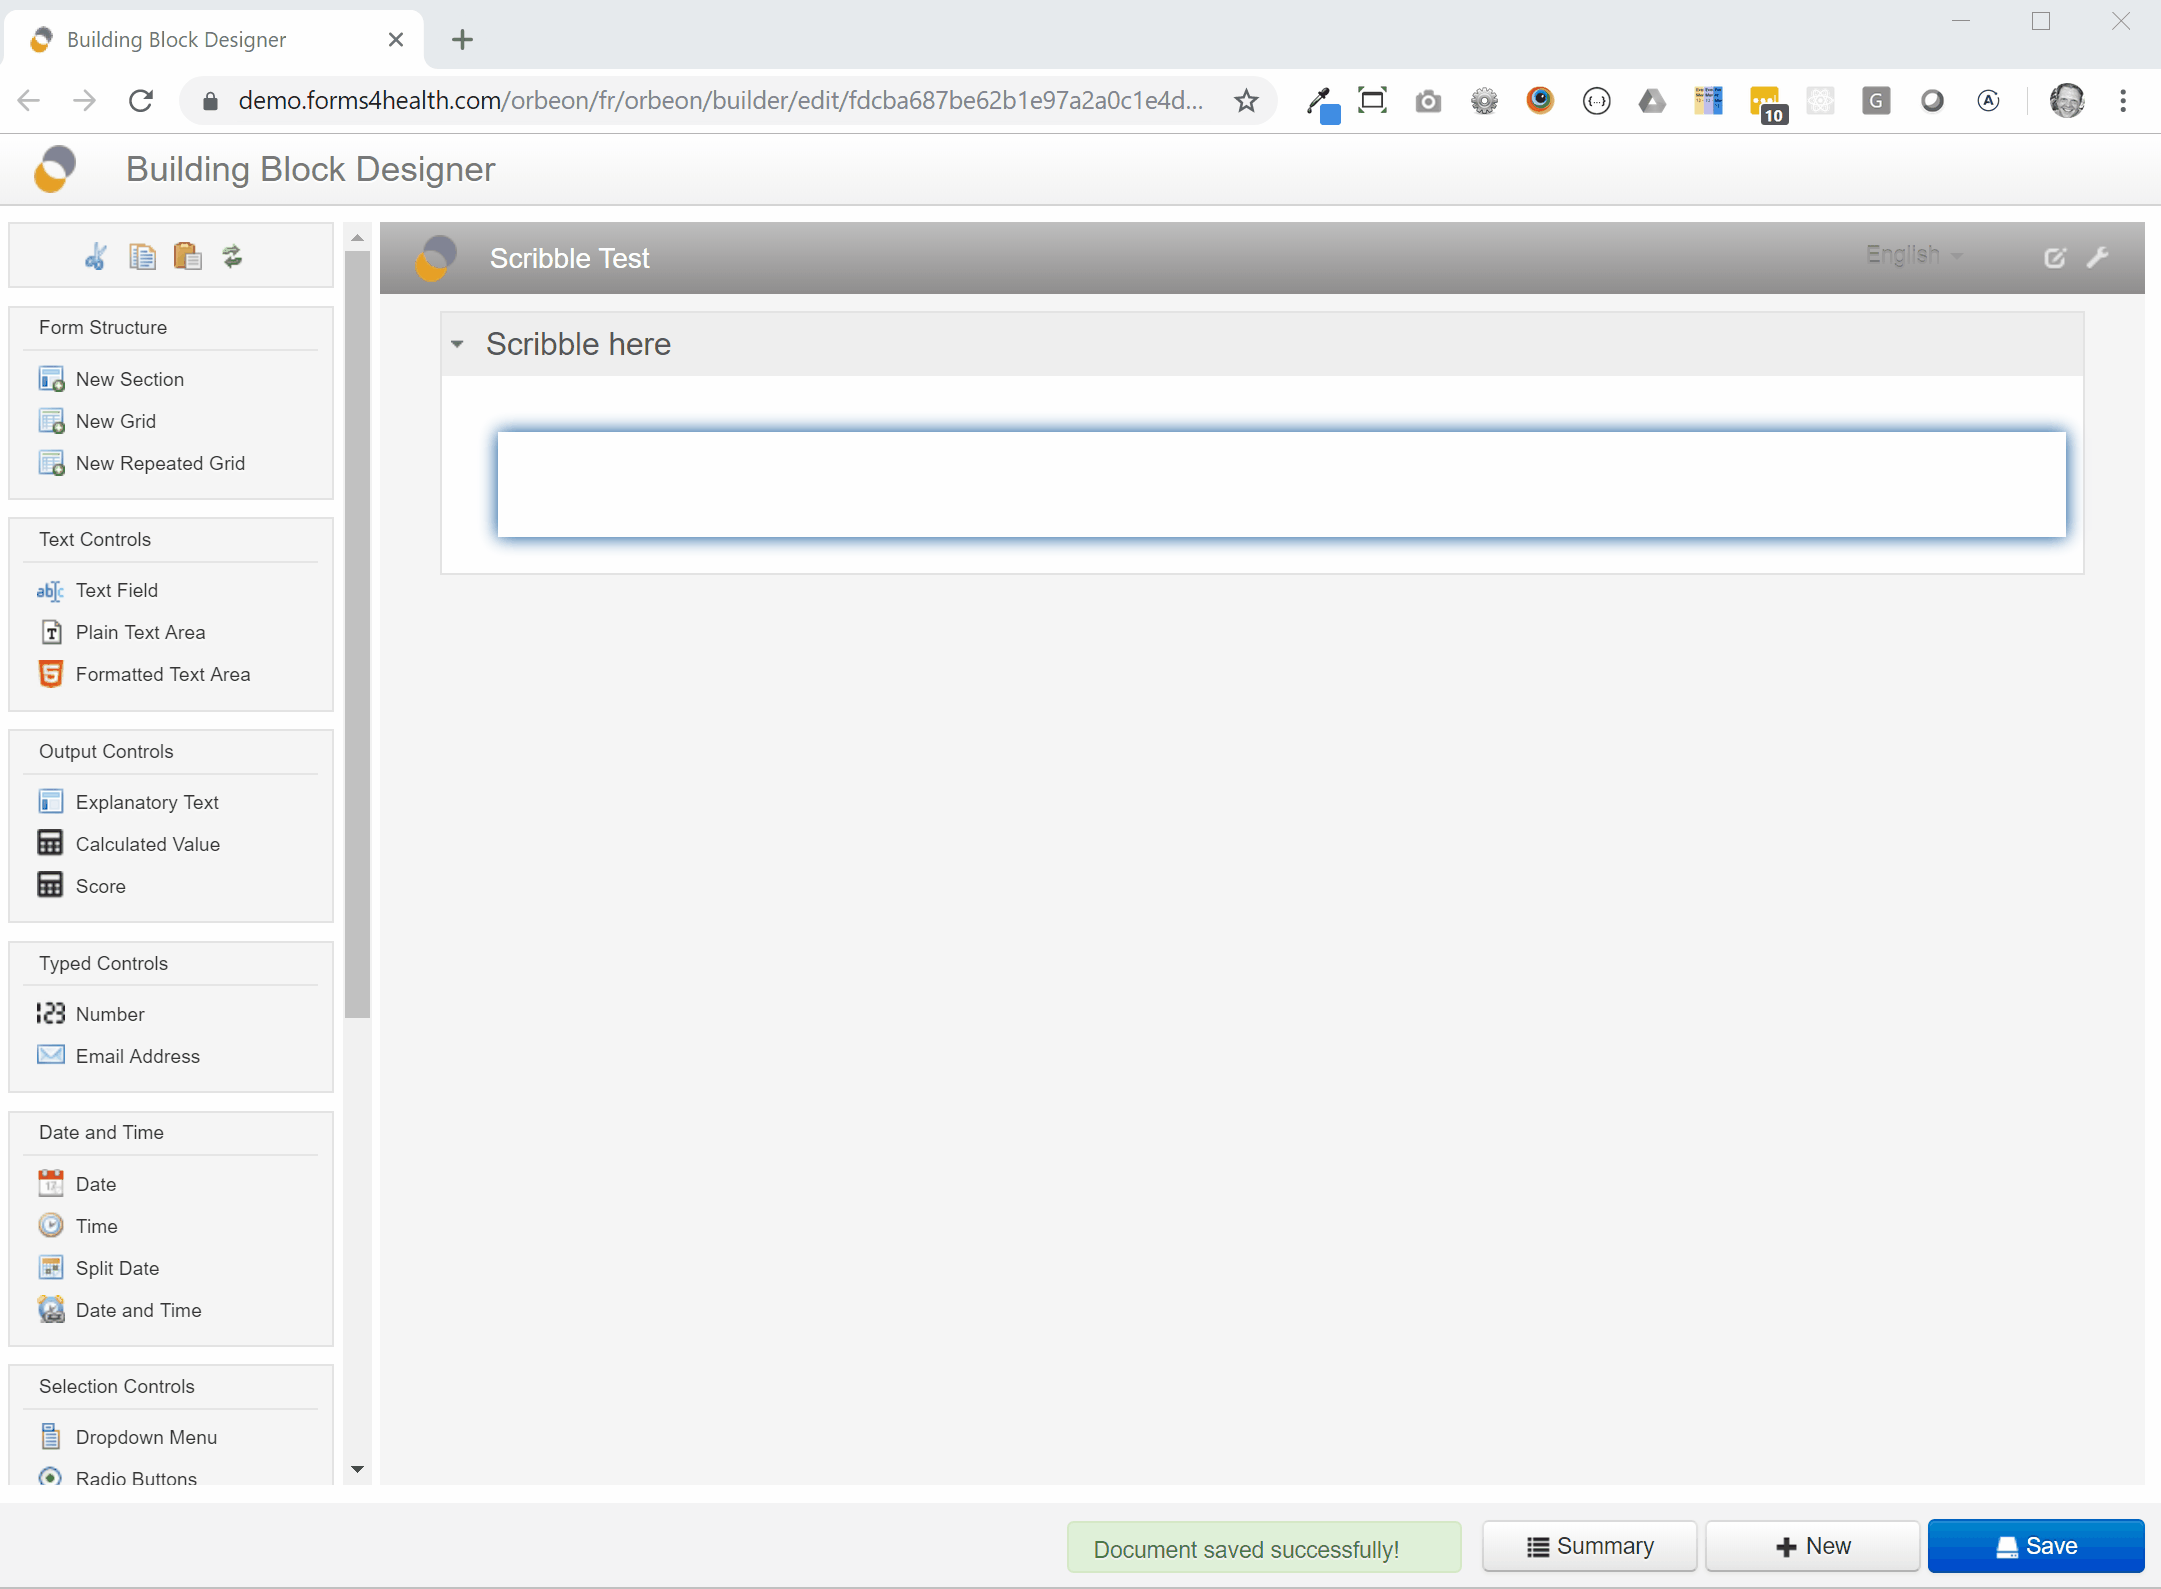 Building Block Designer
demo.forms4health.com/orbeon/fr/orbeon/builder/edit/fdcba687be62b1e97a2a0c1e4d...
10
G
A
Building Block Designer
Scribble Test
English
Scribble here
Form Structure
New Section
New Grid
New Repeated Grid
Text Controls
Text Field
Plain Text Area
Formatted Text Area
Output Controls
Explanatory Text
Calculated Value
Score
Typed Controls
123 Number
Email Address
Date and Time
Date
Time
Split Date
Date and Time
Selection Controls
Dropdown Menu
Radio Buttons
Document saved successfully!
Summary
New
Save